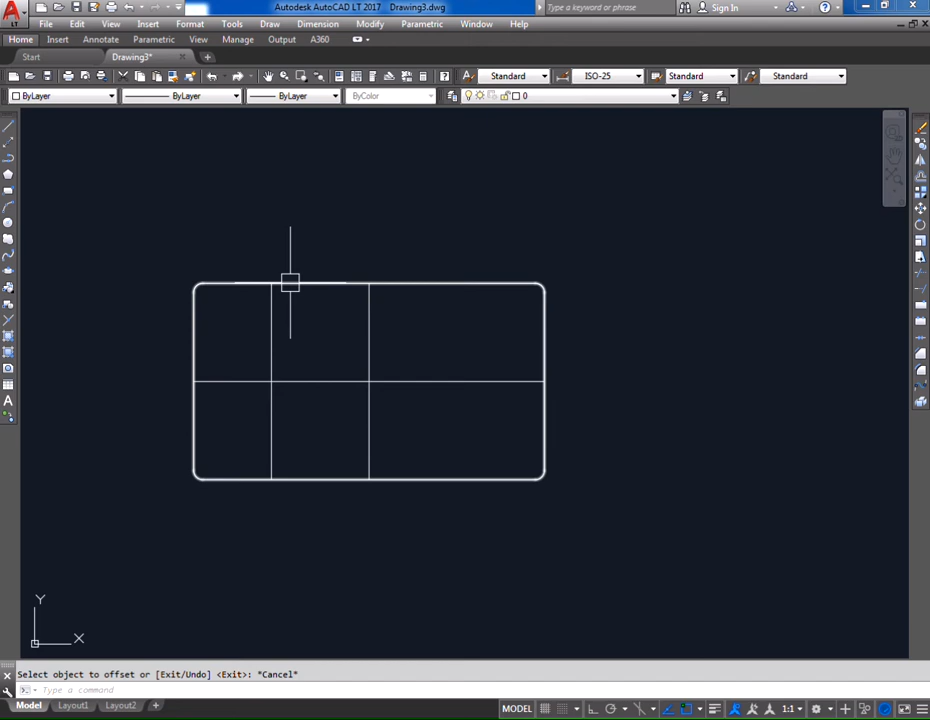 Autodesk AutoCAD LT 2017   Drawing3.dwg
Type a keyword or phrase
Sign In
LT
File Edit View Insert Format Tools Draw Dimension Modify Parametric Window Help
Home Insert Annotate Parametric View Manage Output A360
Start Drawing3*
Standard ISO-25 Standard Standard
ByLayer ByLayer ByLayer ByColor 0
Y
X
Select object to offset or [Exit/Undo] <Exit>: *Cancel*
Type a command
Model Layout1 Layout2 + MODEL 1:1